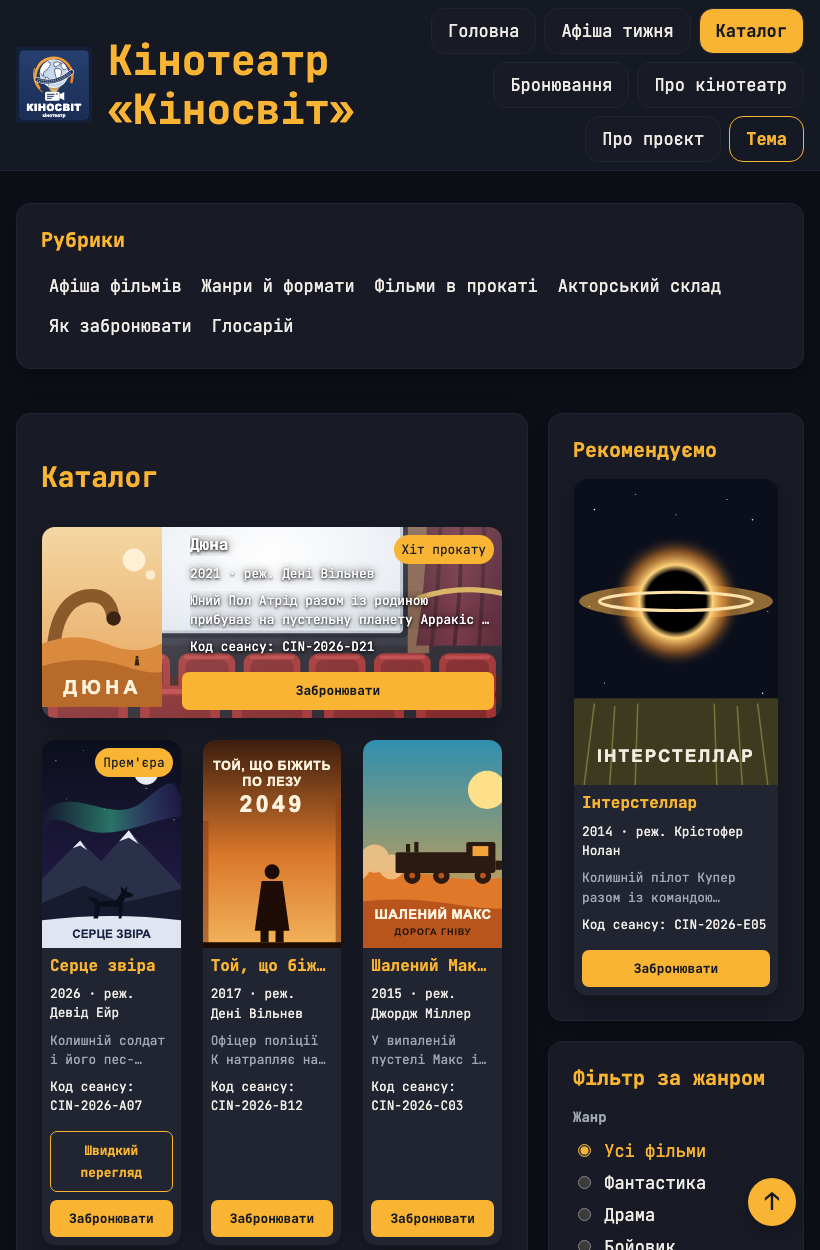 КІНОСВІТ
кінотеатр
Кінотеатр
«Кіносвіт»
Головна
Афіша тижня
Каталог
Бронювання
Про кінотеатр
Про проєкт
Тема
Рубрики
Афіша фільмів
Жанри й формати
Фільми в прокаті
Акторський склад
Як забронювати
Глосарій
Каталог
ДЮНА
Дюна
Хіт прокату
2021 · реж. Дені Вільнев
Юний Пол Атрід разом із родиною
прибуває на пустельну планету Арракіс …
Код сеансу: CIN-2026-D21
Забронювати
Прем'єра
СЕРЦЕ ЗВІРА
Серце звіра
2026 · реж.
Девід Ейр
Колишній солдат
і його пес-…
Код сеансу:
CIN-2026-A07
Швидкий
перегляд
Забронювати
ТОЙ, ЩО БІЖИТЬ
ПО ЛЕЗУ
2049
Той, що біж…
2017 · реж.
Дені Вільнев
Офіцер поліції
К натрапляє на…
Код сеансу:
CIN-2026-B12
Забронювати
ШАЛЕНИЙ МАКС
ДОРОГА ГНІВУ
Шалений Мак…
2015 · реж.
Джордж Міллер
У випаленій
пустелі Макс і…
Код сеансу:
CIN-2026-C03
Забронювати
Рекомендуємо
ІНТЕРСТЕЛЛАР
Інтерстеллар
2014 · реж. Крістофер
Нолан
Колишній пілот Купер
разом із командою…
Код сеансу: CIN-2026-E05
Забронювати
Фільтр за жанром
Жанр
Усі фільми
Фантастика
Драма
Бойовик